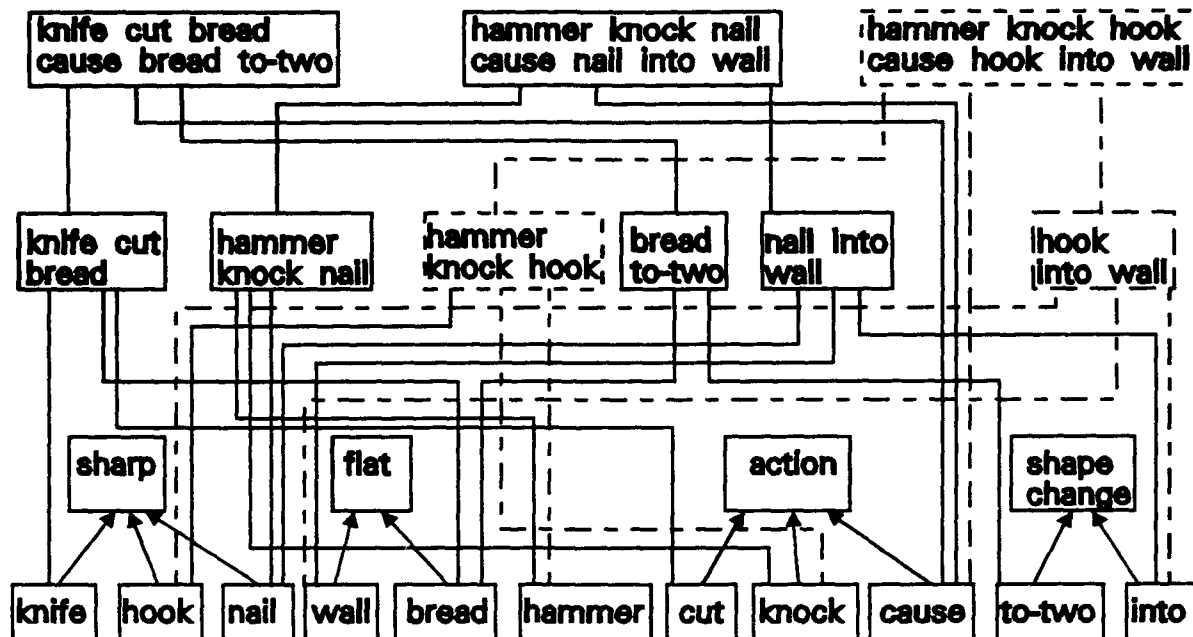 knife cut bread
cause bread to-two
hammer knock nail
cause nail into wall
hammer knock hook
cause hook into wall
knife cut
bread
hammer
knock nail
hammer
knock hook
bread
to-two
nail into
wall
hook
into wall
sharp
flat
action
shape
change
knife
hook
nail
wall
bread
hammer
cut
knock
cause
to-two
into